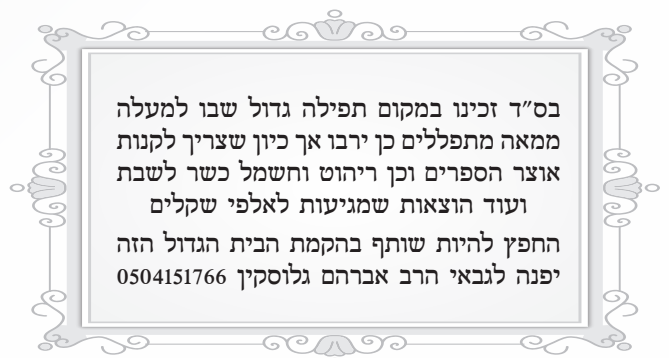 בס״ד זכינו במקום תפילה גדול שבו למעלה
ממאה מתפללים כן ירבו אך כיון שצריך לקנות
אוצר הספרים וכן ריהוט וחשמל כשר לשבת
ועוד הוצאות שמגיעות לאלפי שקלים
החפץ להיות שותף בהקמת הבית הגדול הזה
יפנה לגבאי הרב אברהם גלוסקין 0504151766